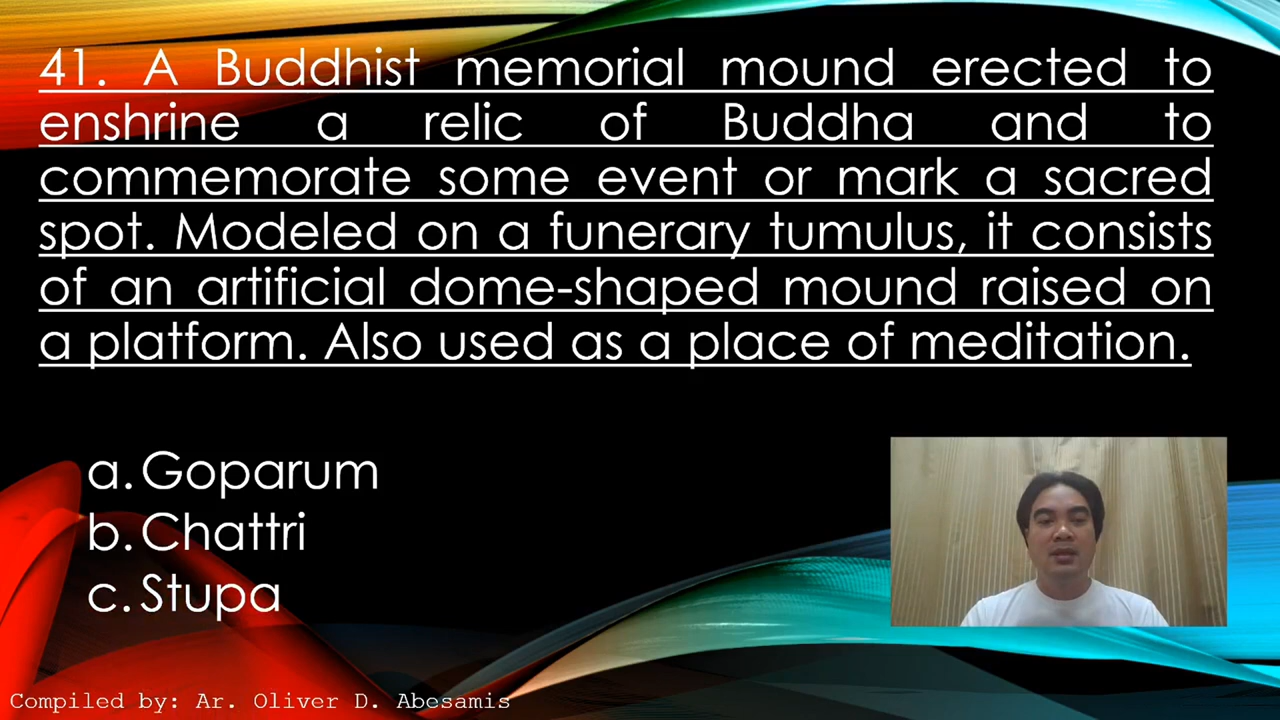 41. A Buddhist memorial mound erected to
enshrine a relic of Buddha and to
commemorate some event or mark a sacred
spot. Modeled on a funerary tumulus, it consists
of an artificial dome-shaped mound raised on
a platform. Also used as a place of meditation.
a. Goparum
b. Chattri
c. Stupa
Compiled by: Ar. Oliver D. Abesamis